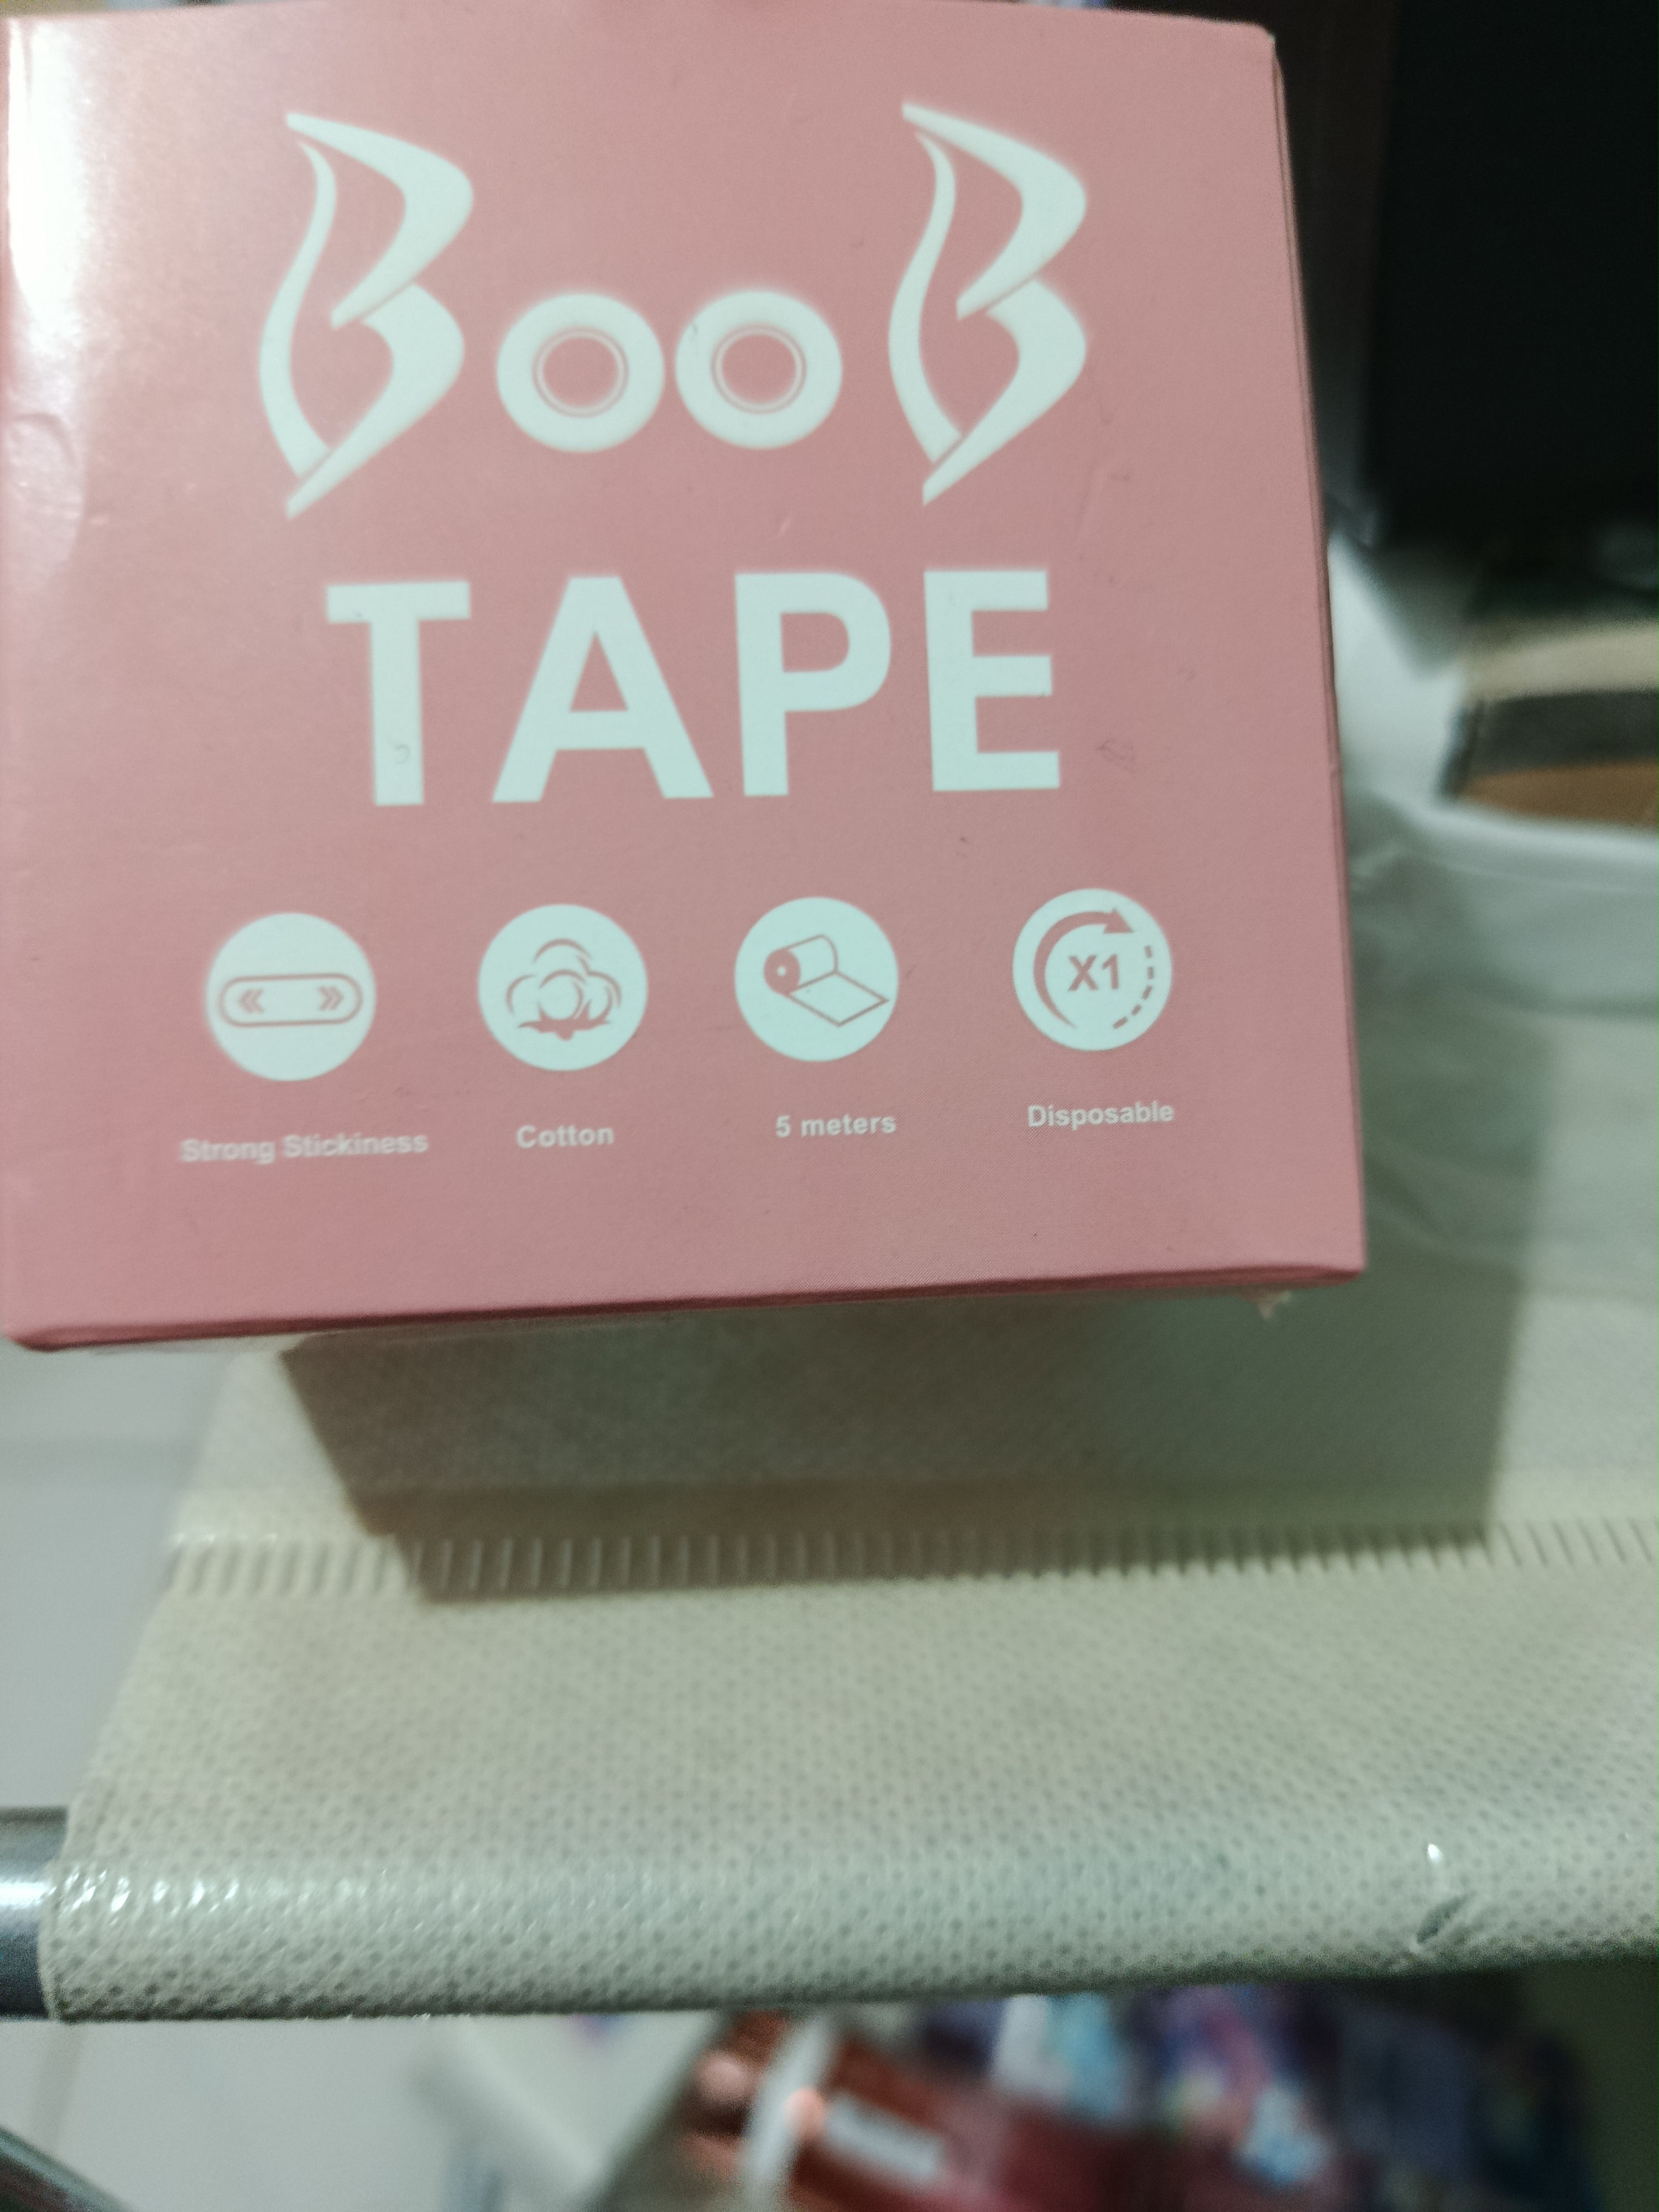 BooB
TAPE
X1
Strong Stickiness
Cotton
5 meters
Disposable